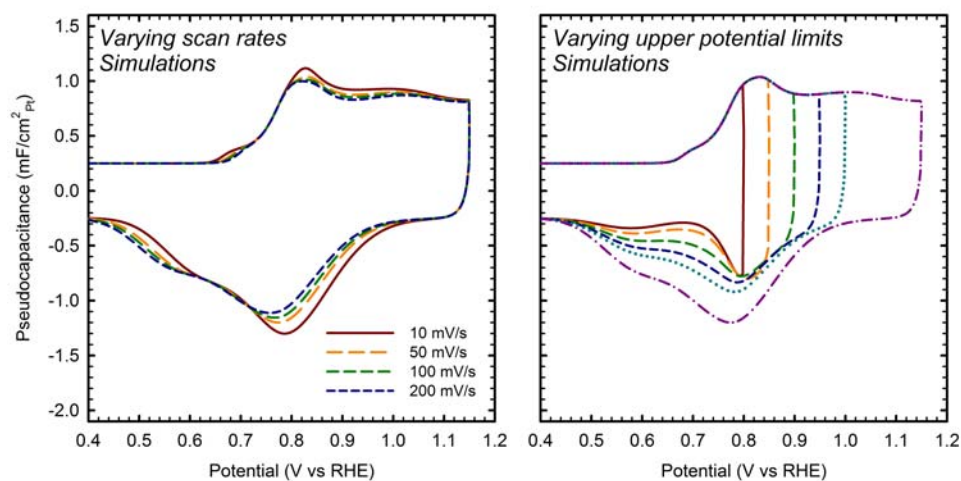 Varying scan rates
Simulations
Varying upper potential limits
Simulations
Pseudocapacitance (mF/cm²Pt)
1.5
1.0
0.5
0.0
-0.5
-1.0
-1.5
-2.0
10 mV/s
50 mV/s
100 mV/s
200 mV/s
0.4 0.5 0.6 0.7 0.8 0.9 1.0 1.1 1.2
0.4 0.5 0.6 0.7 0.8 0.9 1.0 1.1 1.2
Potential (V vs RHE)
Potential (V vs RHE)